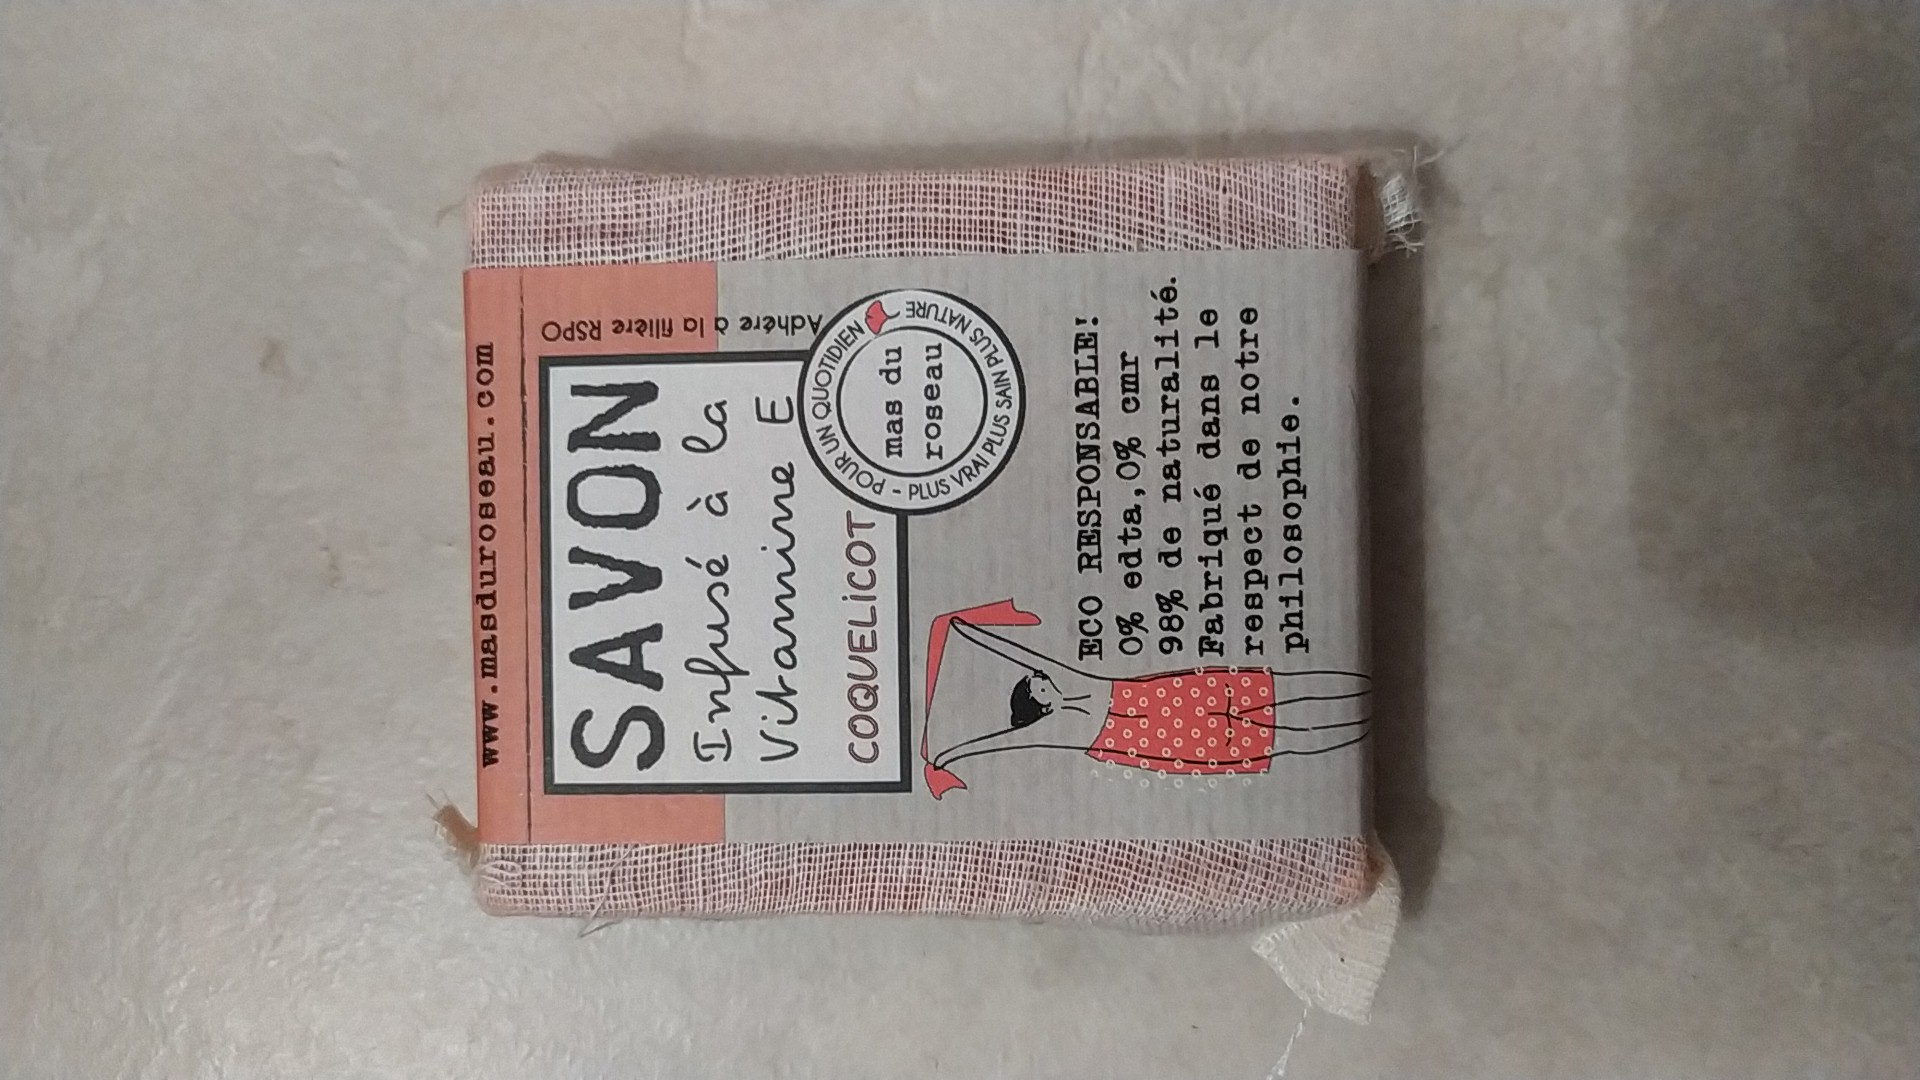 www.masduroseau.com
Adhère à la filière RSPO
SAVON
Infusé à la
Vitamine E
COQUELiCOT
POUR UN QUOTIDIEN
PLUS NATURE
- PLUS VRAI PLUS SAIN
mas du
roseau
ECO RESPONSABLE!
0% edta,0% cmr
98% de naturalité.
Fabriqué dans le
respect de notre
philosophie.